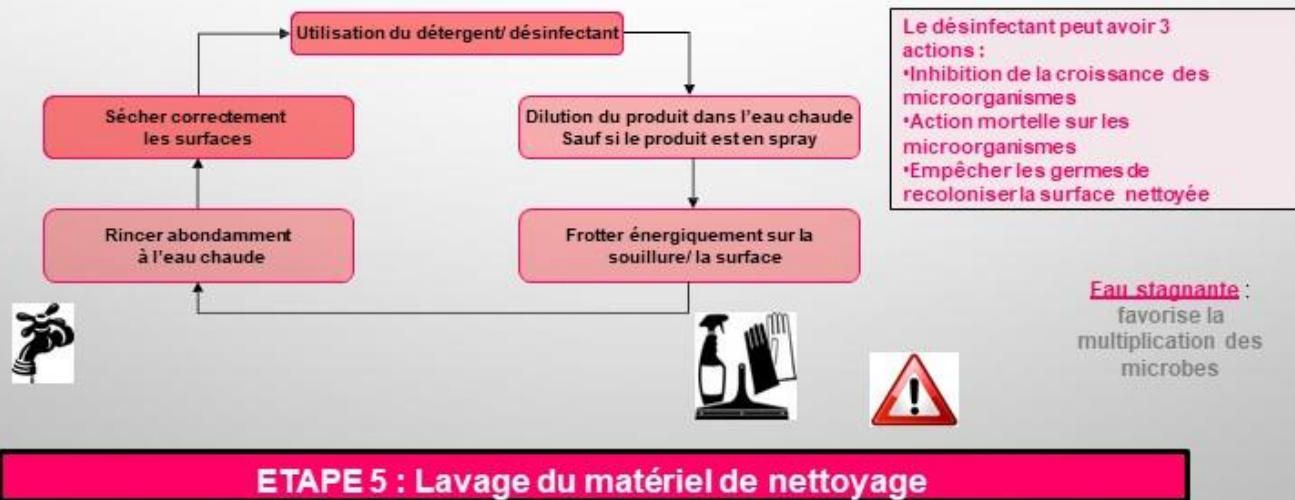 Utilisation du détergent/ désinfectant
Dilution du produit dans l'eau chaude
Sauf si le produit est en spray
Frotter énergiquement sur la
souillure/ la surface
Rincer abondamment
à l'eau chaude
Sécher correctement
les surfaces
Le désinfectant peut avoir 3
actions :
•Inhibition de la croissance des
microorganismes
•Action mortelle sur les
microorganismes
•Empêcher les germes de
recoloniser la surface nettoyée
Eau stagnante :
favorise la
multiplication des
microbes
ETAPE 5 : Lavage du matériel de nettoyage